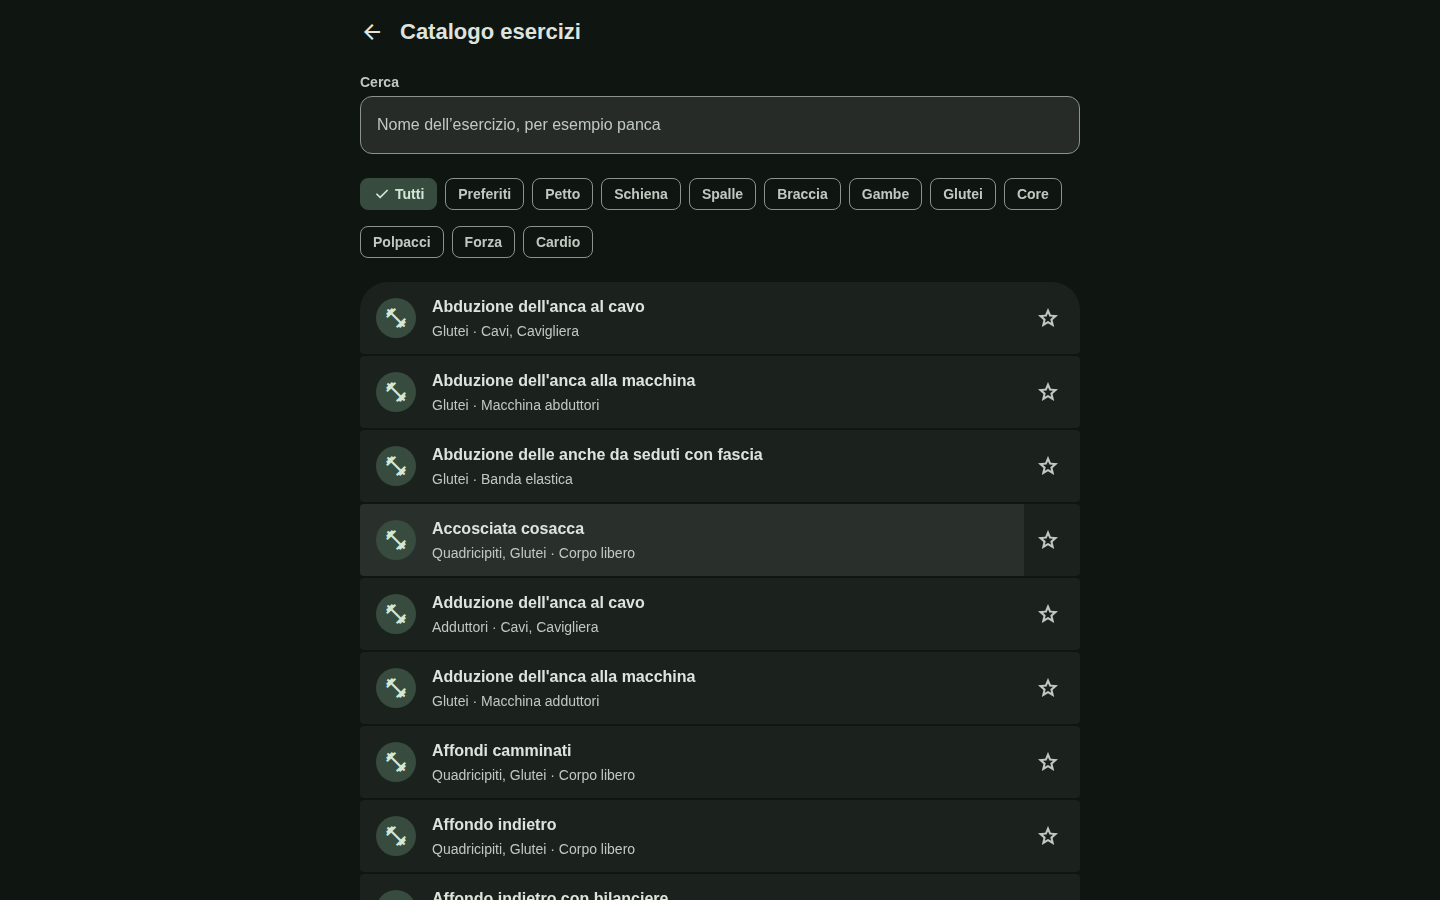 Catalogo esercizi
Cerca
Nome dell’esercizio, per esempio panca
Tutti Preferiti Petto Schiena Spalle Braccia Gambe Glutei Core
Polpacci Forza Cardio
Abduzione dell'anca al cavo
Glutei · Cavi, Cavigliera
Abduzione dell'anca alla macchina
Glutei · Macchina abduttori
Abduzione delle anche da seduti con fascia
Glutei · Banda elastica
Accosciata cosacca
Quadricipiti, Glutei · Corpo libero
Adduzione dell'anca al cavo
Adduttori · Cavi, Cavigliera
Adduzione dell'anca alla macchina
Glutei · Macchina adduttori
Affondi camminati
Quadricipiti, Glutei · Corpo libero
Affondo indietro
Quadricipiti, Glutei · Corpo libero
Affondo indietro con bilanciere